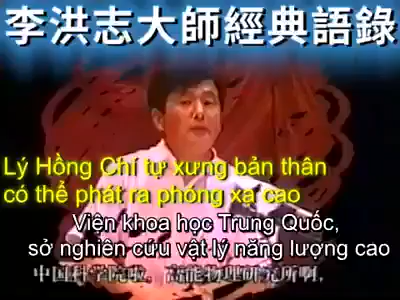 李洪志大師經典語錄
Lý Hồng Chí tự xưng bản thân
có thể phát ra phóng xạ cao
Viện khoa học Trung Quốc,
sở nghiên cứu vật lý năng lượng cao
中国科学院啦，高能物理研究所啊，